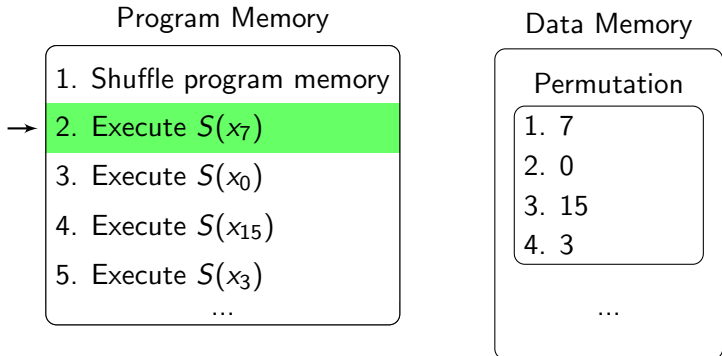 Program Memory
1. Shuffle program memory
→ 2. Execute S(x₇)
3. Execute S(x₀)
4. Execute S(x₁₅)
5. Execute S(x₃)
...
Data Memory
Permutation
1. 7
2. 0
3. 15
4. 3
...